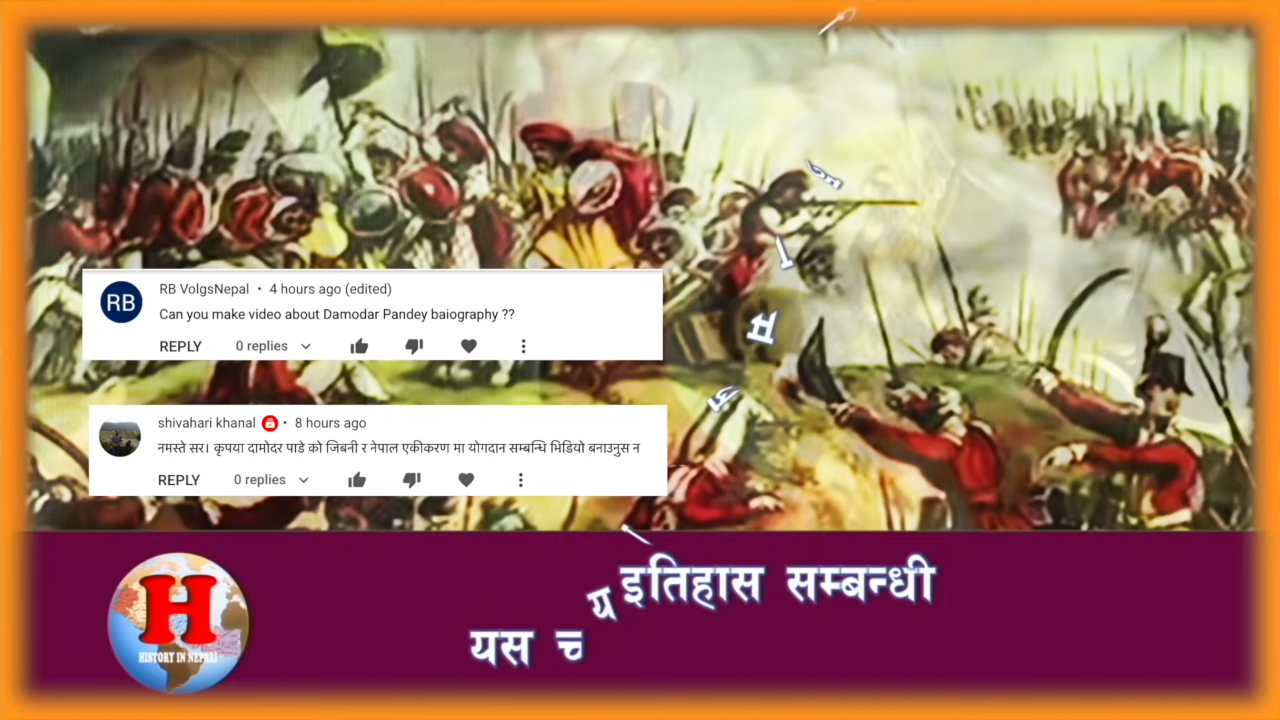 RB
RB VolgsNepal • 4 hours ago (edited)
Can you make video about Damodar Pandey baiography ??
REPLY 0 replies
shivahari khanal • 8 hours ago
नमस्ते सर। कृपया दामोदर पाडे को जिबनी र नेपाल एकीकरण मा योगदान सम्बन्धि भिडियो बनाउनुस न
REPLY 0 replies
य इतिहास सम्बन्धी
यस च
H
HISTORY IN NEPALI